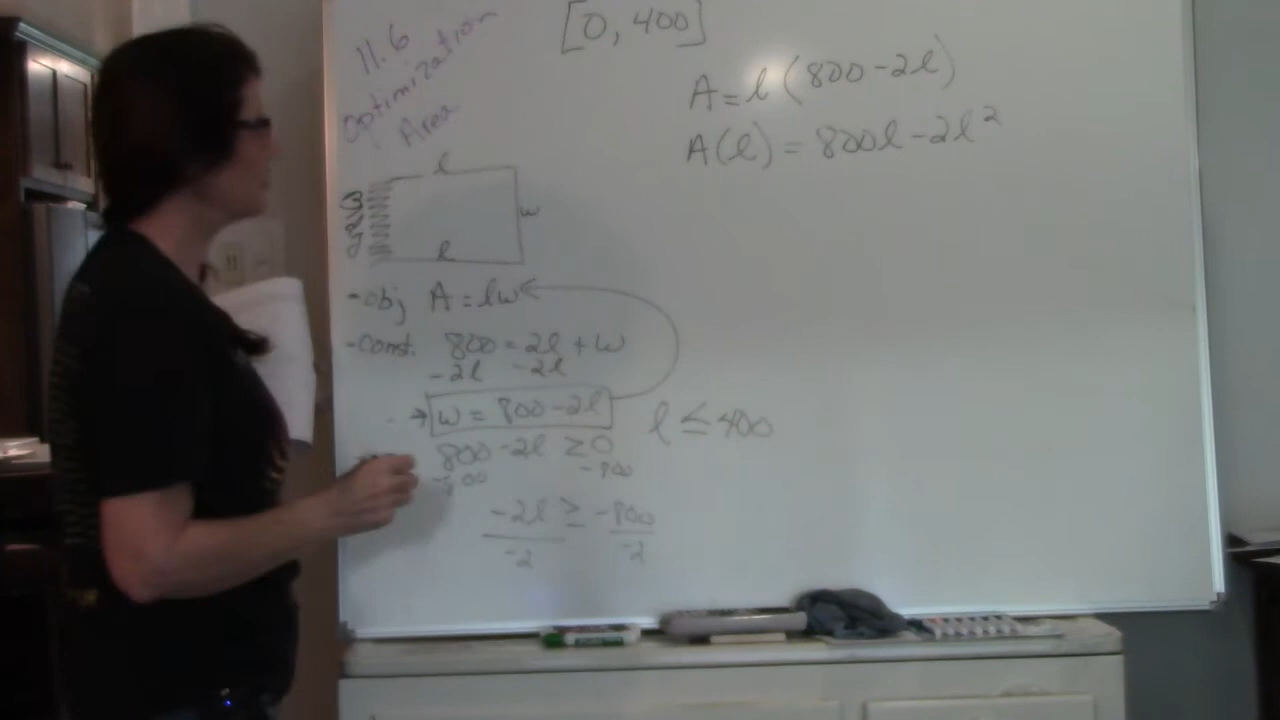 11.6
Optimization
Area
[0, 400]
A = l(800 - 2l)
A(l) = 800l - 2l²
l
w
l
- obj A = lw
- const. 800 = 2l + w
-2l -2l
→ w = 800 - 2l
800 - 2l ≥ 0
-800 -800
-2l ≥ -800
-2 -2
l ≤ 400